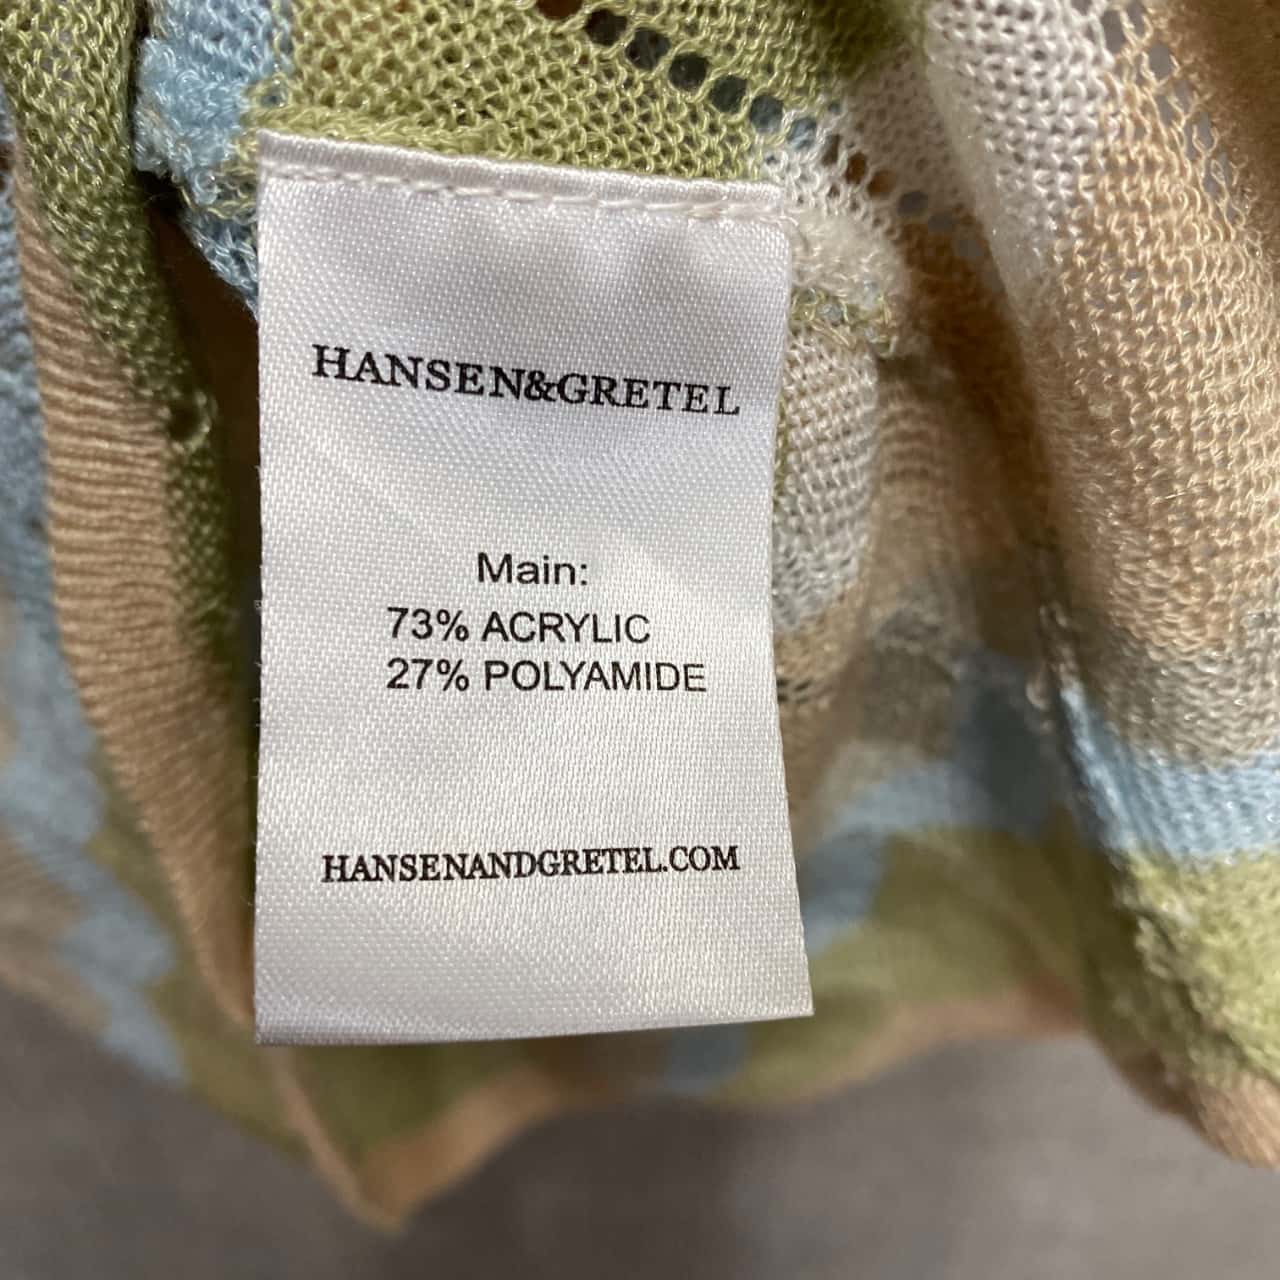 HANSEN&GRETEL
Main:
73% ACRYLIC
27% POLYAMIDE
HANSENANDGRETEL.COM